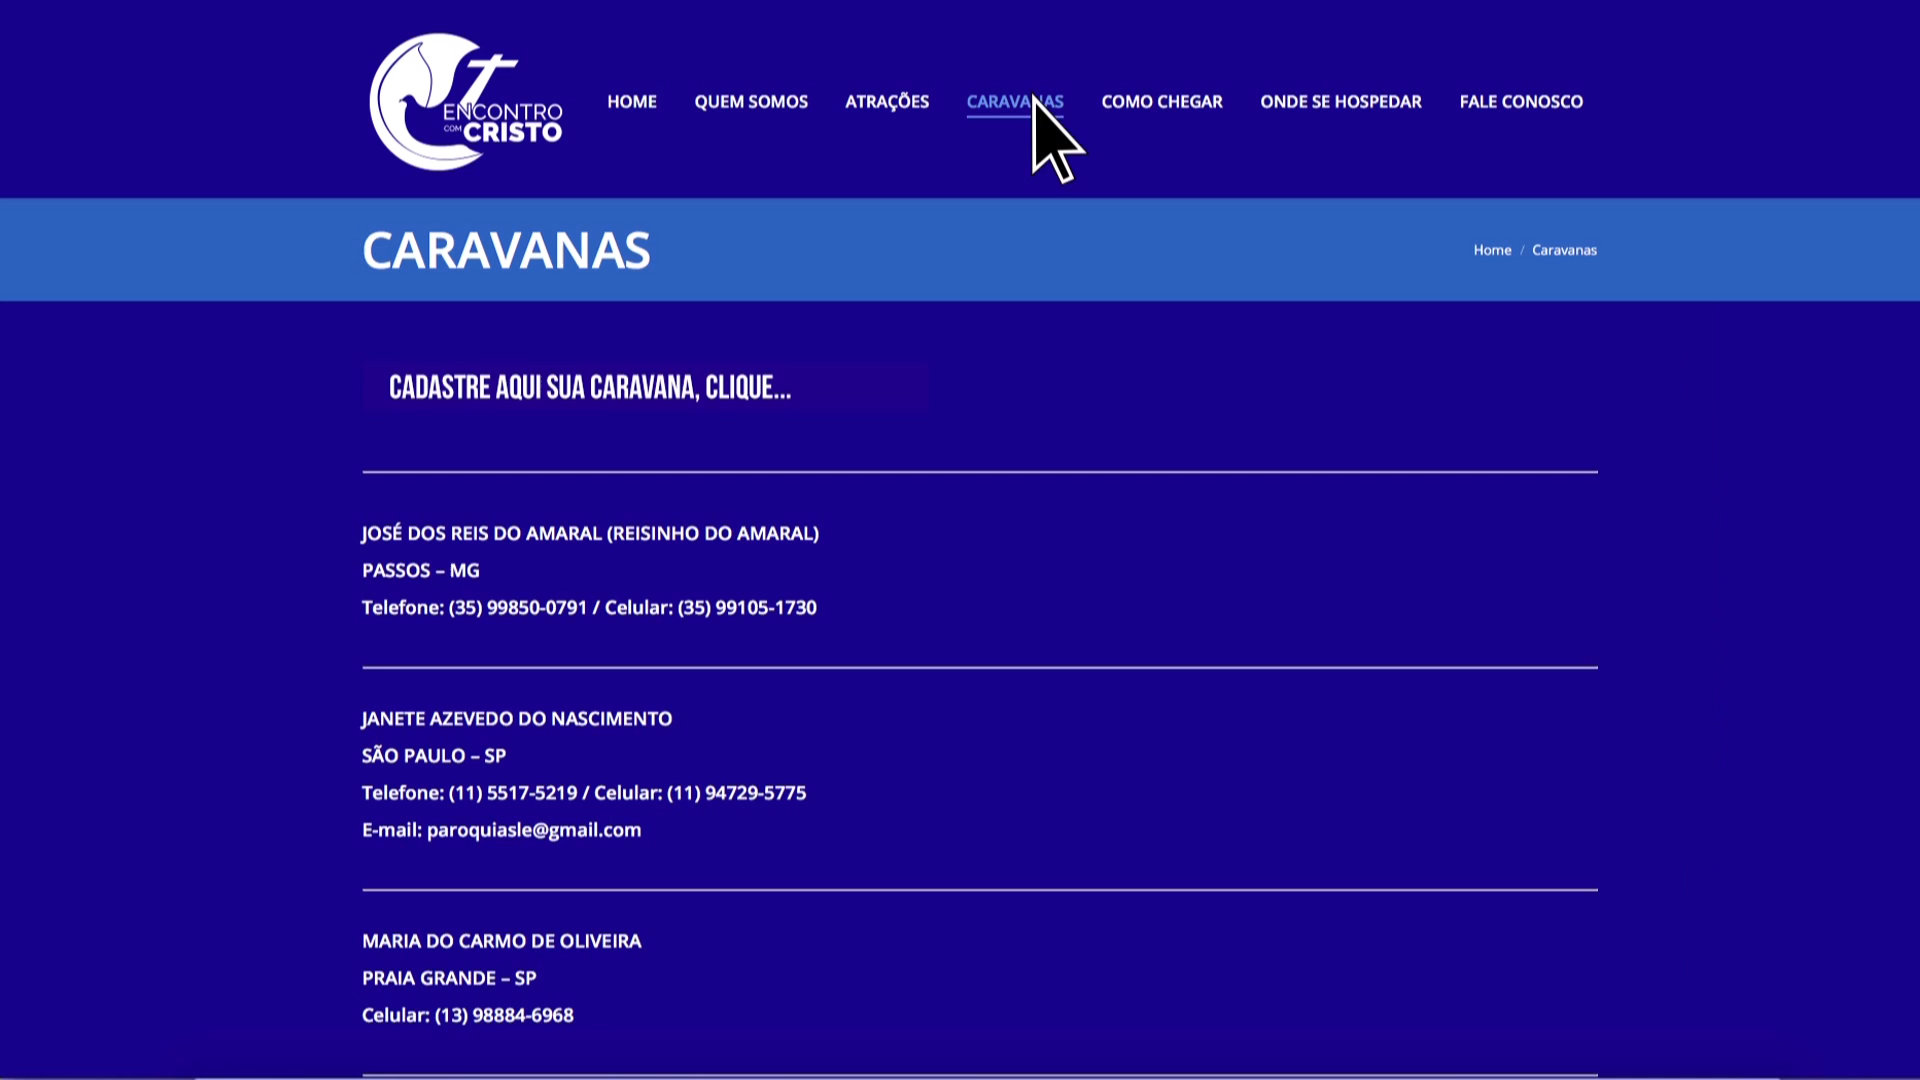 ENCONTRO
COM CRISTO
HOME
QUEM SOMOS
ATRAÇÕES
CARAVANAS
COMO CHEGAR
ONDE SE HOSPEDAR
FALE CONOSCO
CARAVANAS
Home / Caravanas
CADASTRE AQUI SUA CARAVANA, CLIQUE...
JOSÉ DOS REIS DO AMARAL (REISINHO DO AMARAL)
PASSOS – MG
Telefone: (35) 99850-0791 / Celular: (35) 99105-1730
JANETE AZEVEDO DO NASCIMENTO
SÃO PAULO – SP
Telefone: (11) 5517-5219 / Celular: (11) 94729-5775
E-mail: paroquiasle@gmail.com
MARIA DO CARMO DE OLIVEIRA
PRAIA GRANDE – SP
Celular: (13) 98884-6968